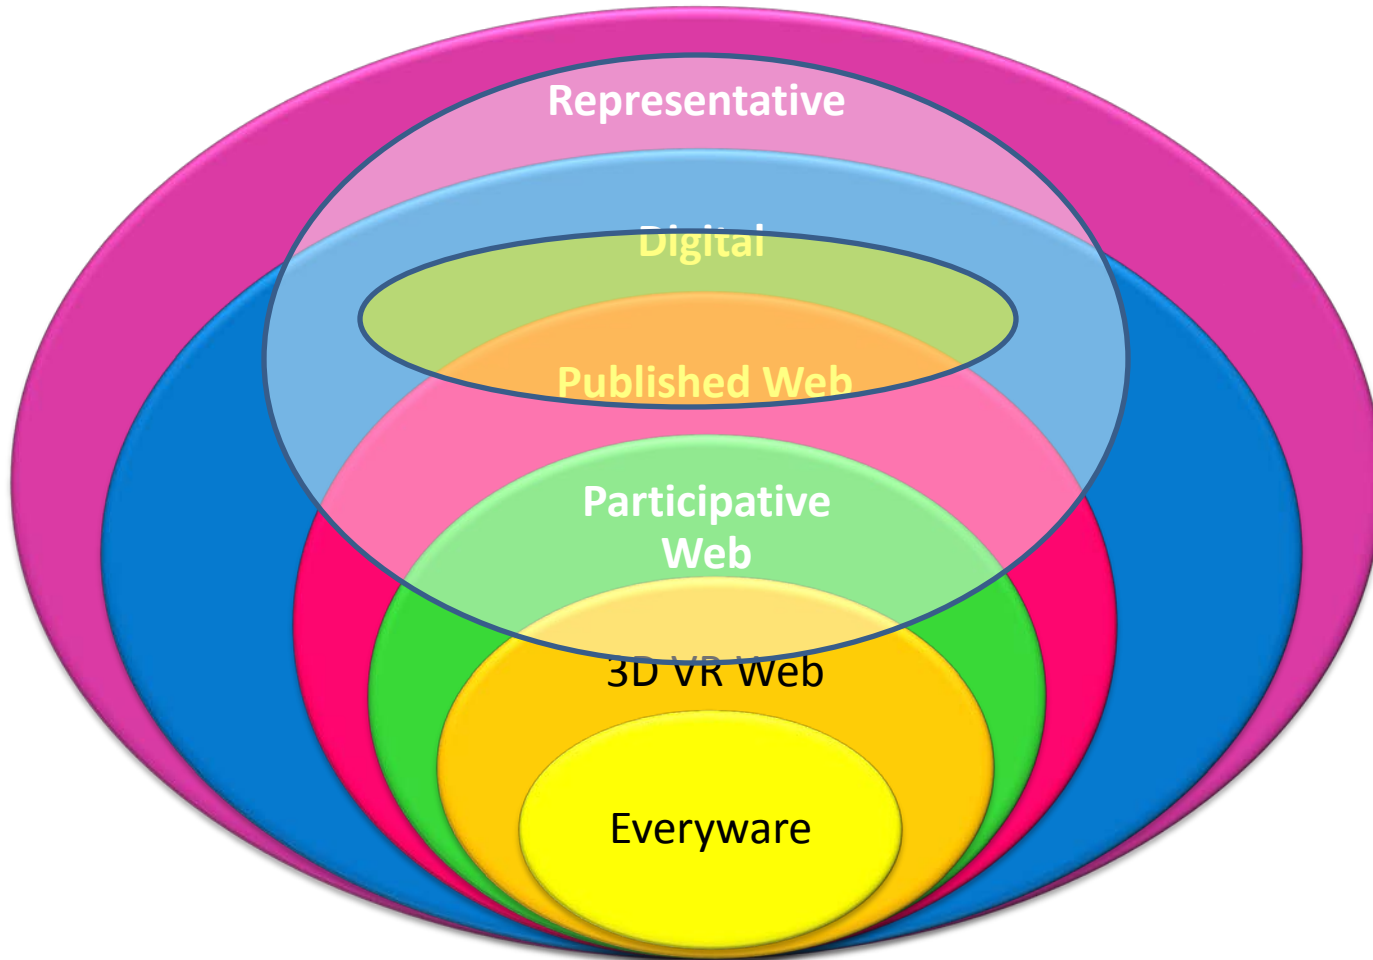 Representative
Digital
Published Web
Participative
Web
3D VR Web
Everyware